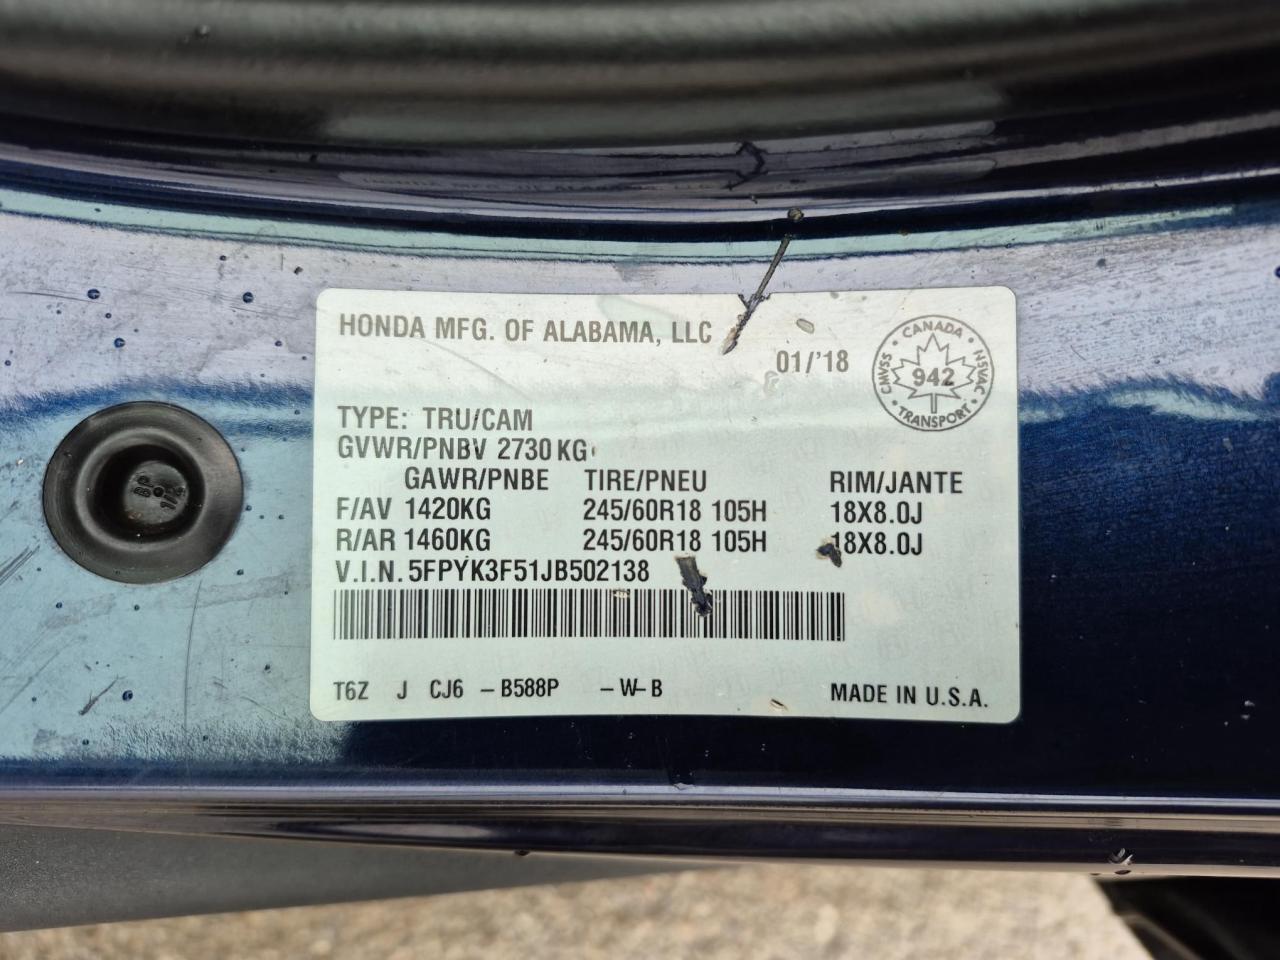 HONDA MFG. OF ALABAMA, LLC
01/'18
CANADA
CMVSS 942 NSVAC
TRANSPORT
TYPE: TRU/CAM
GVWR/PNBV 2730 KG
GAWR/PNBE TIRE/PNEU RIM/JANTE
F/AV 1420KG 245/60R18 105H 18X8.0J
R/AR 1460KG 245/60R18 105H 18X8.0J
V.I.N. 5FPYK3F51JB502138
T6Z J CJ6 - B588P - W- B MADE IN U.S.A.